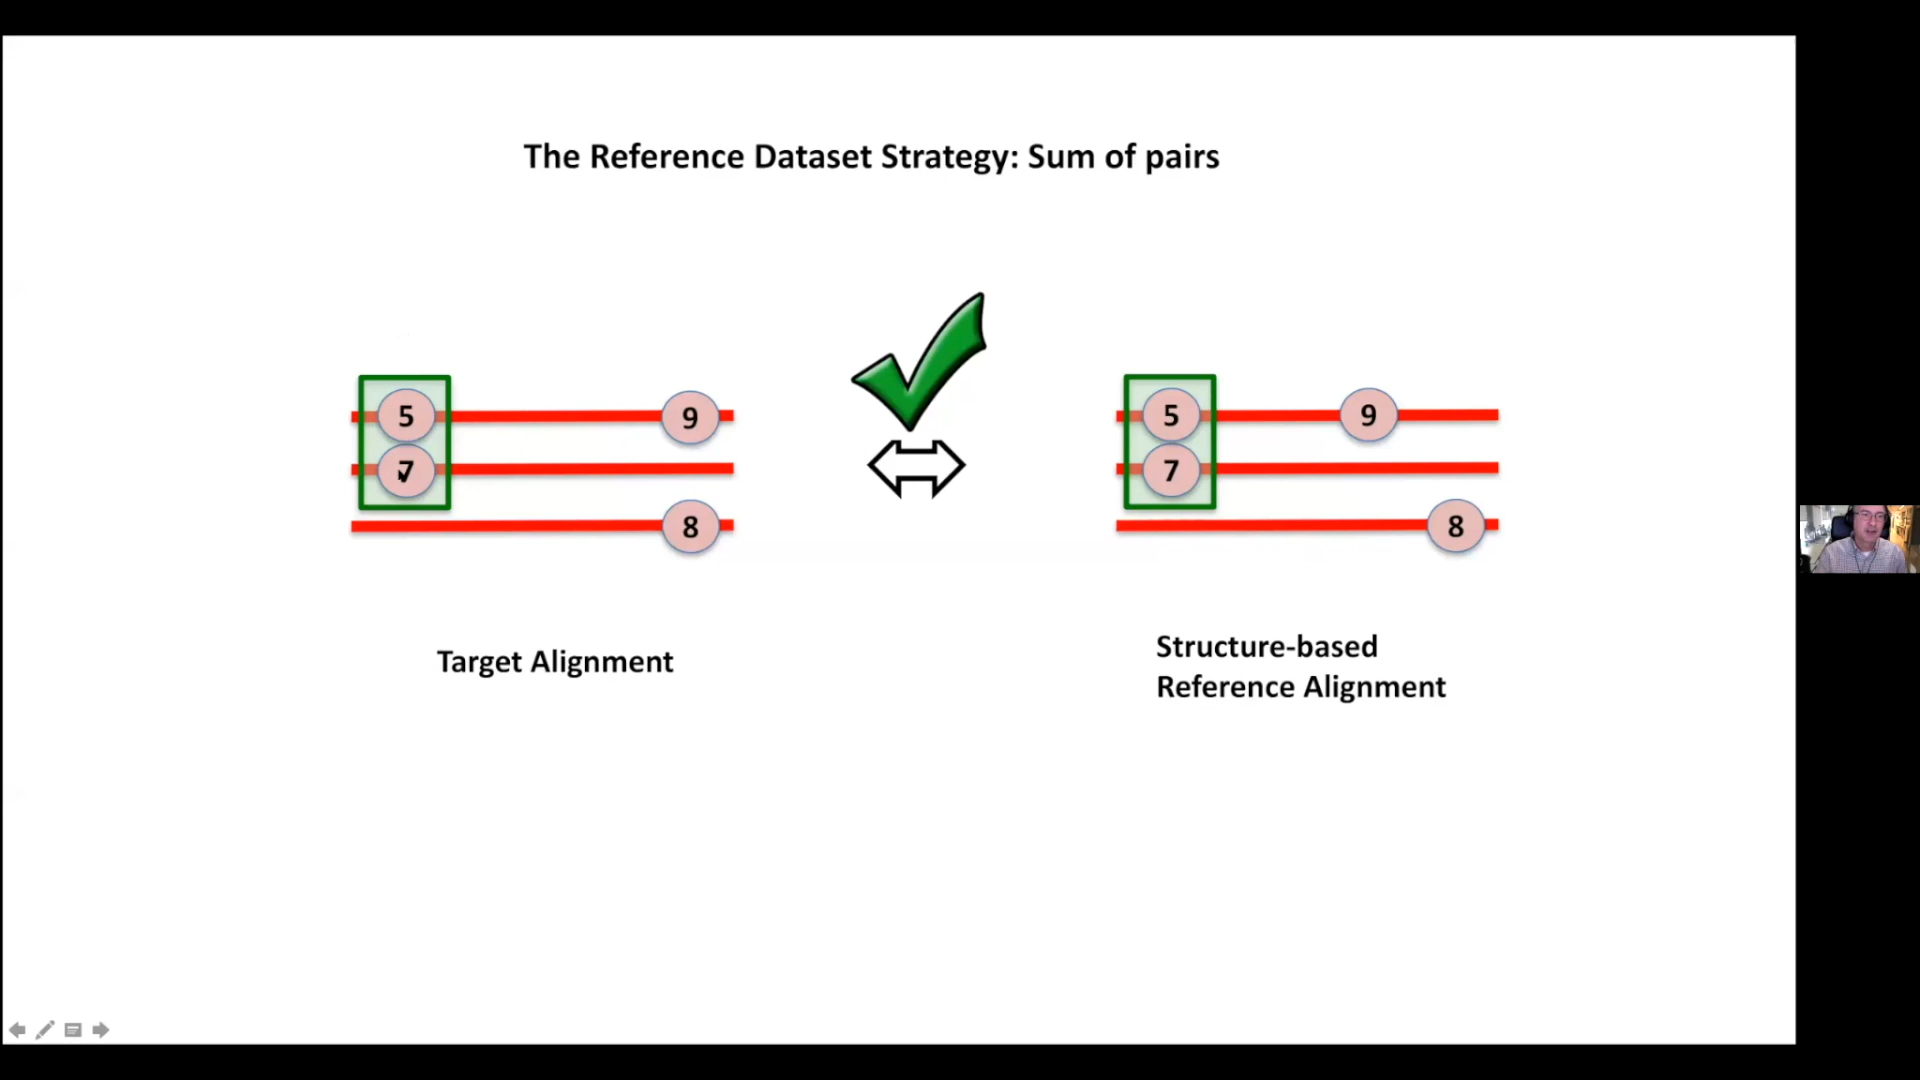 The Reference Dataset Strategy: Sum of pairs
5 9
7
8
5 9
7
8
Target Alignment
Structure-based
Reference Alignment